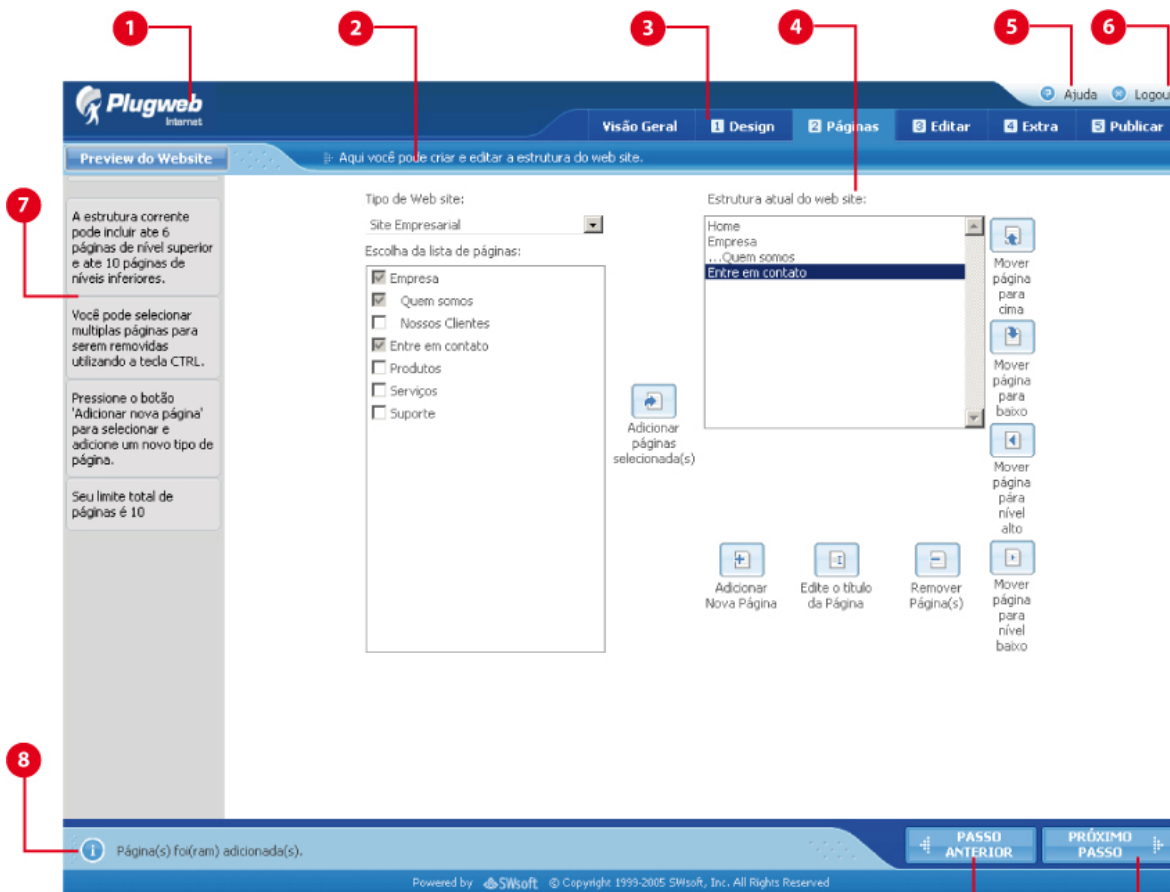 1
2
3
4
5
6
Plugweb
Internet
Ajuda
Logou
Visão Geral
1 Design
2 Páginas
3 Editar
4 Extra
5 Publicar
Preview do Website
Aqui você pode criar e editar a estrutura do web site.
7
A estrutura corrente
pode incluir ate 6
páginas de nível superior
e ate 10 páginas de
níveis inferiores.
Você pode selecionar
multiplas páginas para
serem removidas
utilizando a tecla CTRL.
Pressione o botão
'Adicionar nova página'
para selecionar e
adicione um novo tipo de
página.
Seu limite total de
páginas é 10
Tipo de Web site:
Site Empresarial
Escolha da lista de páginas:
Empresa
Quem somos
Nossos Clientes
Entre em contato
Produtos
Serviços
Suporte
Adicionar
páginas
selecionada(s)
Estrutura atual do web site:
Home
Empresa
...Quem somos
Entre em contato
Mover
página
para
cima
Mover
página
para
baixo
Mover
página
pára
nível
alto
Mover
página
para
nível
baixo
Adicionar
Nova Página
Edite o título
da Página
Remover
Página(s)
8
Página(s) foi(ram) adicionada(s).
PASSO
ANTERIOR
PRÓXIMO
PASSO
Powered by SWsoft © Copyright 1999-2005 SWsoft, Inc. All Rights Reserved